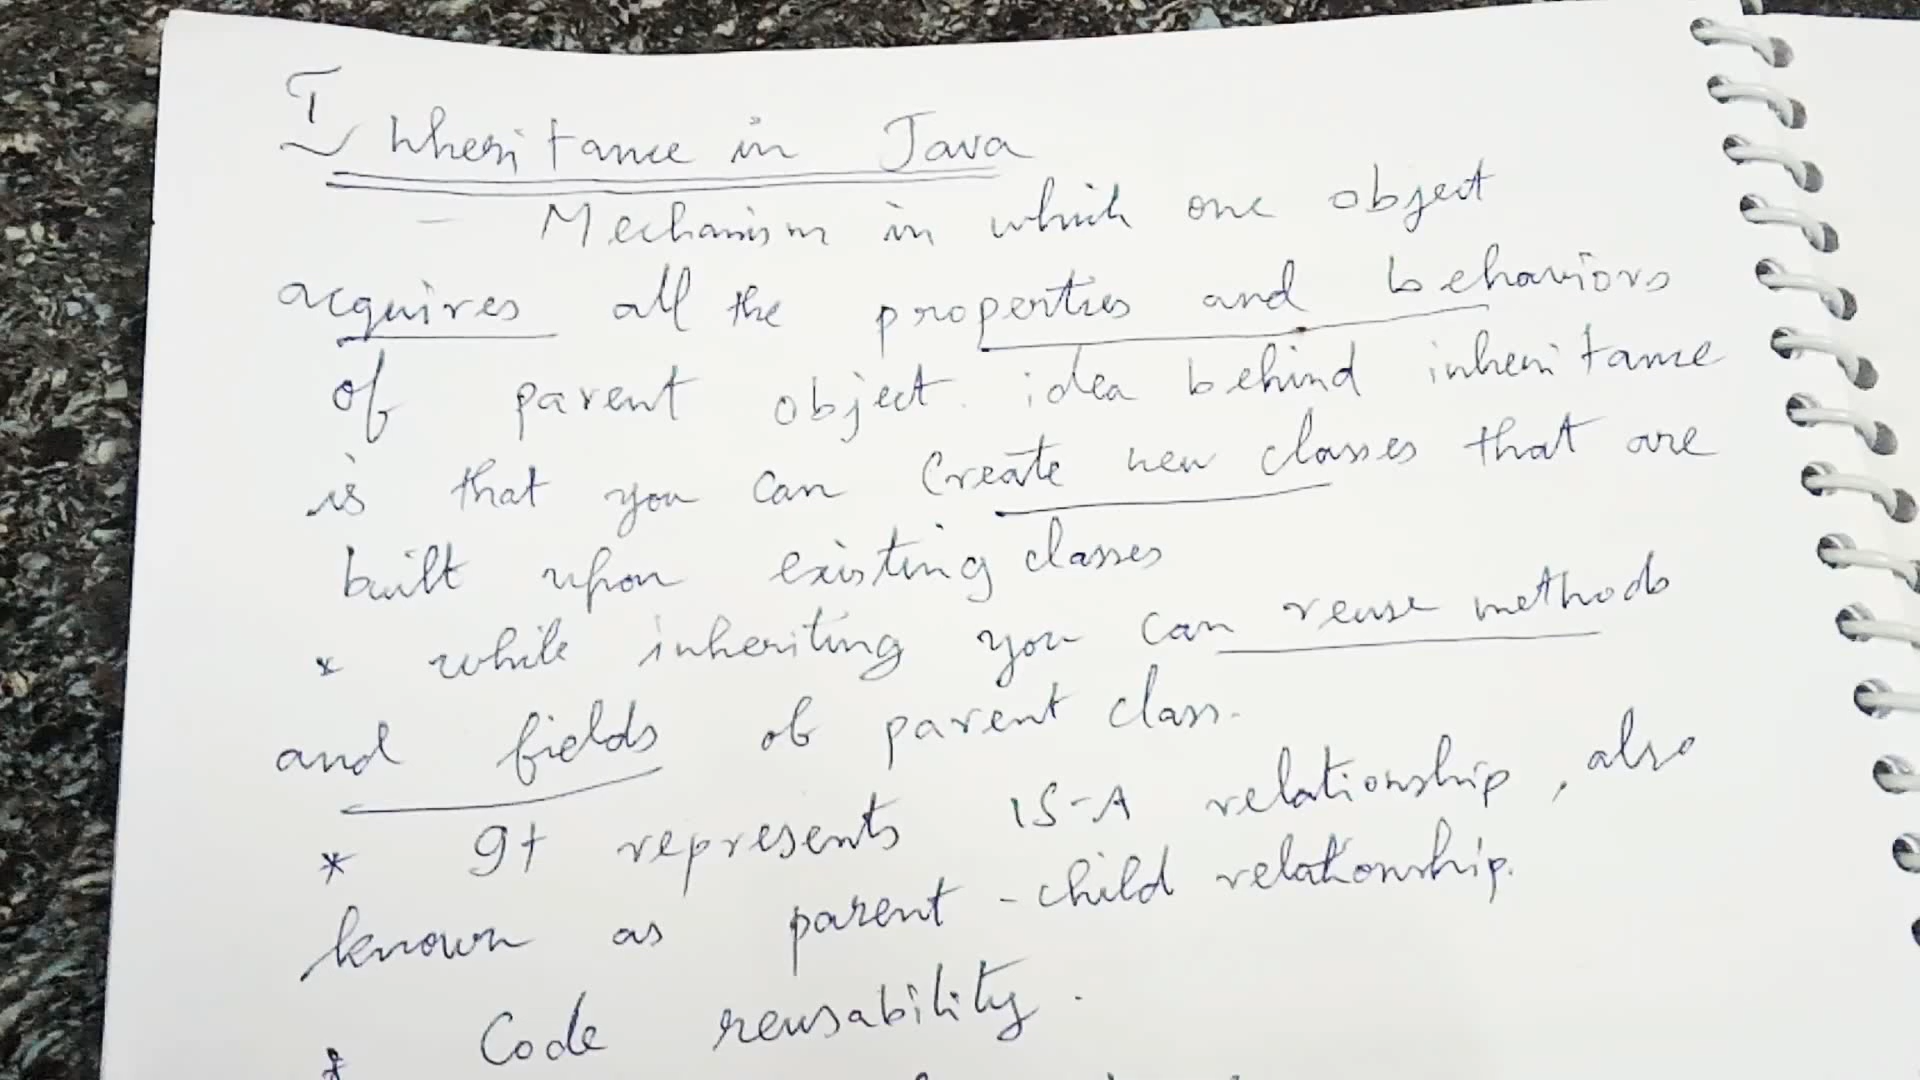 Inheritance in Java
- Mechanism in which one object
acquires all the properties and behaviors
of parent object. idea behind inheritance
is that you can create new classes that are
built upon existing classes
* while inheriting you can reuse methods
and fields of parent class.
* It represents IS-A relationship, also
known as parent-child relationship.
* Code reusability.